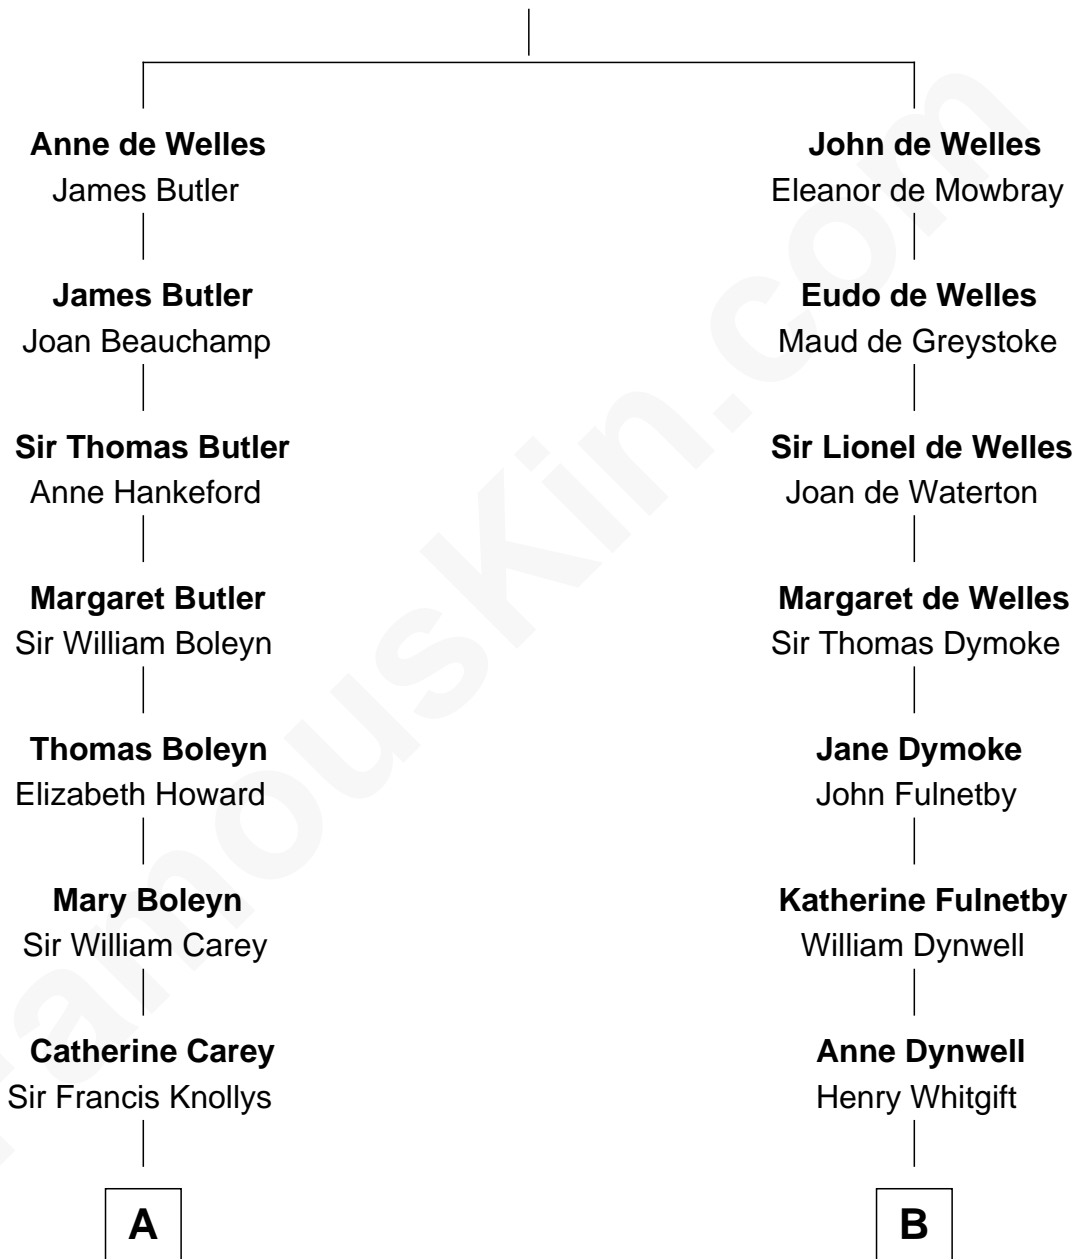 Anne de Welles
James Butler
James Butler
Joan Beauchamp
Sir Thomas Butler
Anne Hankeford
Margaret Butler
Sir William Boleyn
Thomas Boleyn
Elizabeth Howard
Mary Boleyn
Sir William Carey
Catherine Carey
Sir Francis Knollys
A
John de Welles
Eleanor de Mowbray
Eudo de Welles
Maud de Greystoke
Sir Lionel de Welles
Joan de Waterton
Margaret de Welles
Sir Thomas Dymoke
Jane Dymoke
John Fulnetby
Katherine Fulnetby
William Dynwell
Anne Dynwell
Henry Whitgift
B
FamousKin.com